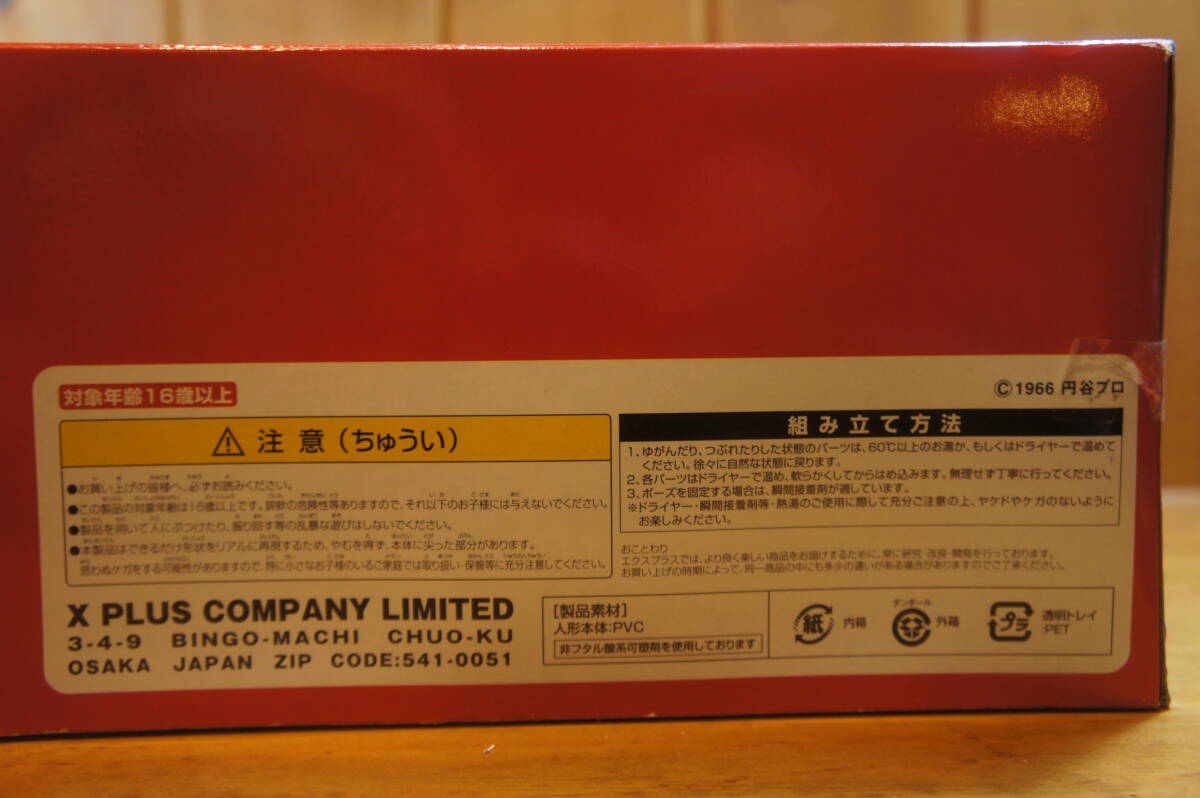 対象年齢16歳以上
©1966 円谷プロ
⚠ 注意(ちゅうい)
●お買い上げの皆様へ、必ずお読みください。
●この製品の対象年齢は16歳以上です。誤飲の危険性等ありますので、それ以下のお子様には与えないでください。
●製品を用いて人にぶつけたり、振り回す等の乱暴な遊びはしないでください。
●本製品はできるだけ形状をリアルに再現するため、やむを得ず、本体に尖った部分があります。
思わぬケガをする可能性がありますので、特に小さなお子様のいるご家庭では取り扱い・保管等に充分注意してください。
組み立て方法
1. ゆがんだり、つぶれたりした状態のパーツは、60℃以上のお湯か、もしくはドライヤーで温めて
ください。徐々に自然な状態に戻ります。
2. 各パーツはドライヤーで温め、軟らかくしてからはめ込みます。無理せず丁寧に行ってください。
3. ポーズを固定する場合は、瞬間接着剤が適しています。
※ドライヤー・瞬間接着剤等・熱湯のご使用に際して充分ご注意の上、ヤケドやケガのないように
お楽しみください。
おことわり
エクスプラスでは、より良く楽しい商品をお届けするために、常に研究・改良・開発を行っております。
お買い上げの時期によって、同一商品の中にも多少の違いがある場合がありますのでご了承ください。
X PLUS COMPANY LIMITED
3-4-9 BINGO-MACHI CHUO-KU
OSAKA JAPAN ZIP CODE:541-0051
[製品素材]
人形本体:PVC
非フタル酸系可塑剤を使用しております
紙
内箱
ダンボール
外箱
プラ
透明トレイ
:PET